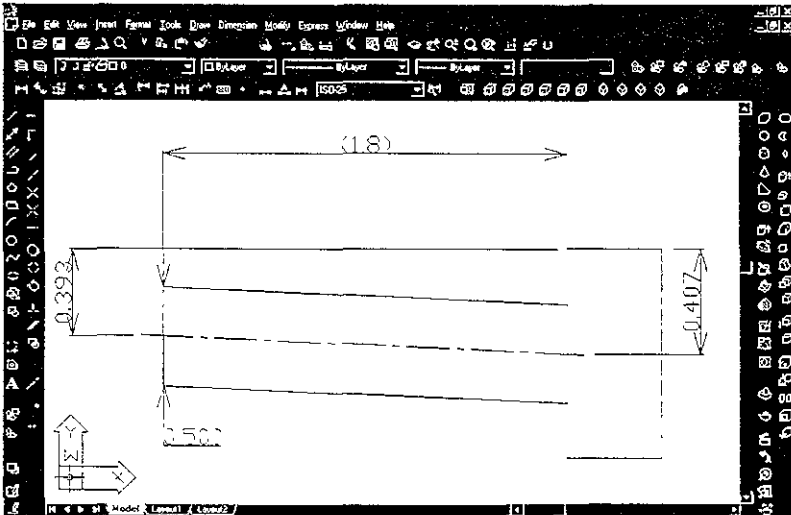 File Edit View Insert Format Tools Draw Dimension Modify Express Window Help
0 ByLayer ByLayer ByLayer
ISO-25
(1.8)
0.393
0.407
Y
W
X
Model Layout1 Layout2